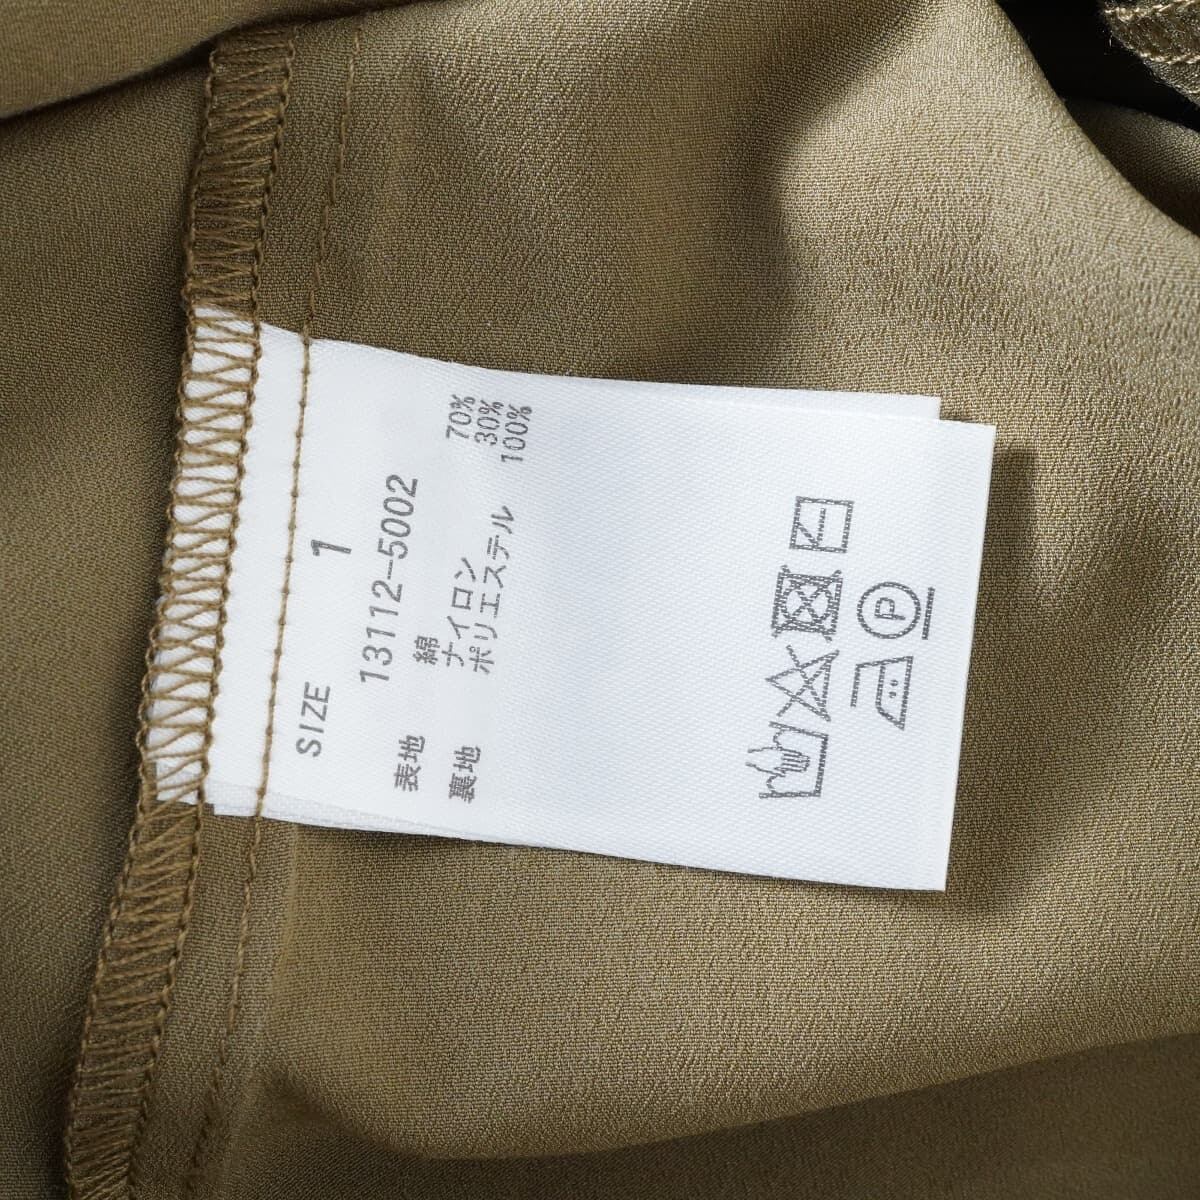 SIZE 1
13112-5002
表地 綿 70%
ナイロン 30%
裏地 ポリエステル 100%
P